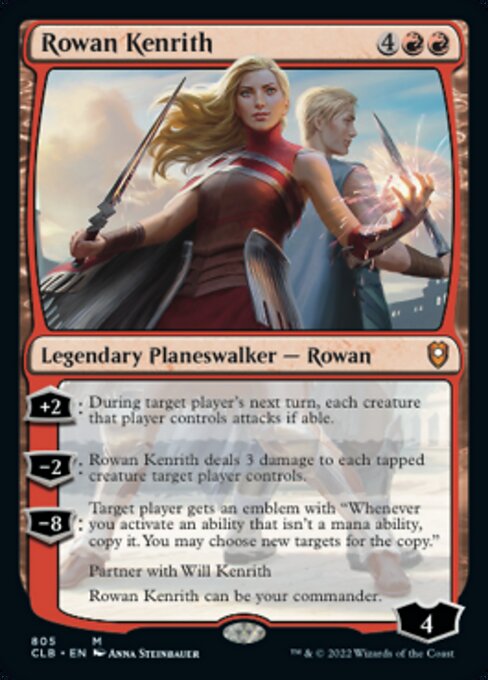 Rowan Kenrith 4
Legendary Planeswalker — Rowan
+2: During target player's next turn, each creature
that player controls attacks if able.
−2: Rowan Kenrith deals 3 damage to each tapped
creature target player controls.
−8: Target player gets an emblem with “Whenever
you activate an ability that isn't a mana ability,
copy it. You may choose new targets for the copy.”
Partner with Will Kenrith
Rowan Kenrith can be your commander.
4
805 M
CLB • EN Anna Steinbauer
™ & © 2022 Wizards of the Coast